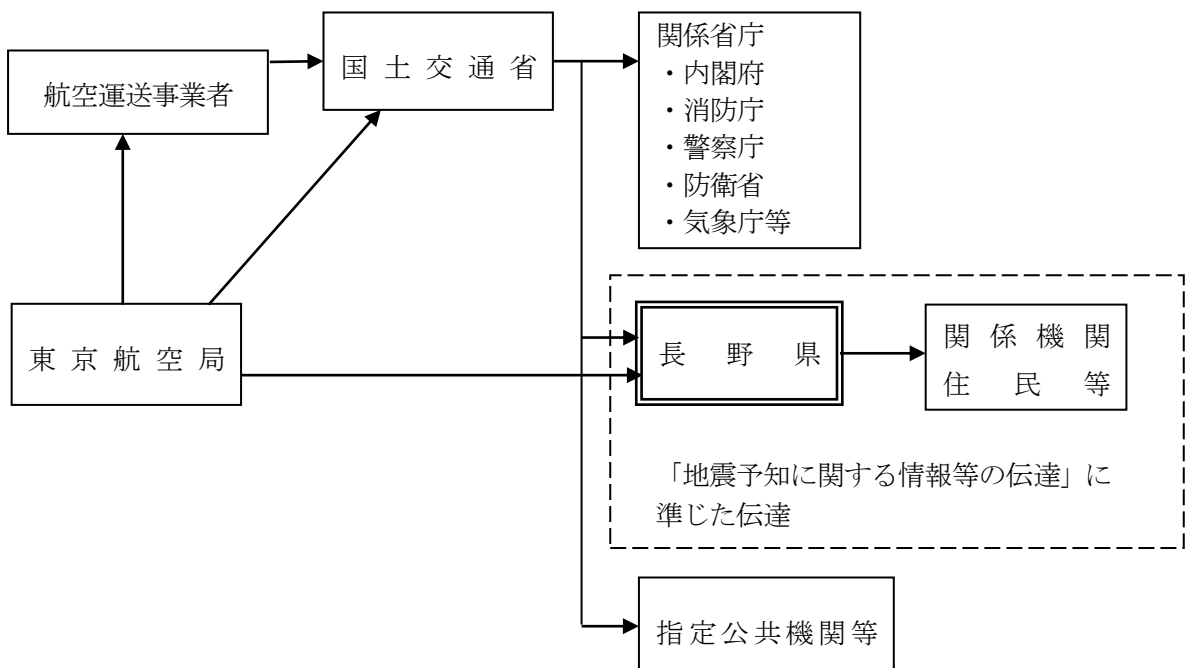 航空運送事業者
国土交通省
関係省庁
・内閣府
・消防庁
・警察庁
・防衛省
・気象庁等
東京航空局
長野県
関係機関
住民等
「地震予知に関する情報等の伝達」に
準じた伝達
指定公共機関等